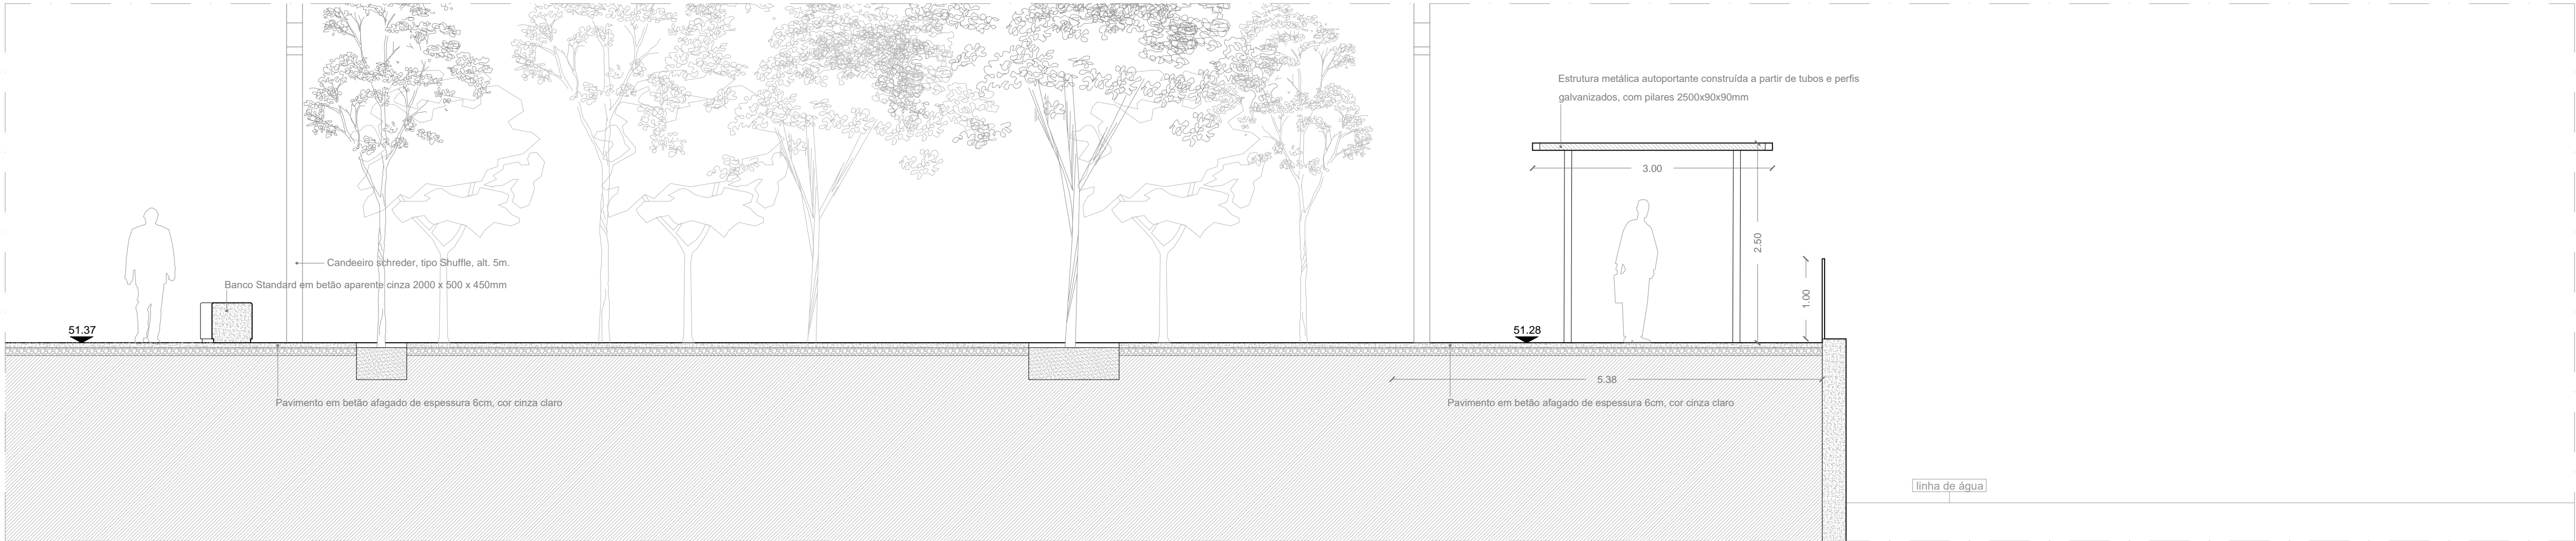 Estrutura metálica autoportante construída a partir de tubos e perfis
galvanizados, com pilares 2500x90x90mm
3.00
2.50
1.00
Candeeiro schreder, tipo Shuffle, alt. 5m.
Banco Standard em betão aparente cinza 2000 x 500 x 450mm
51.37
51.28
5.38
Pavimento em betão afagado de espessura 6cm, cor cinza claro
Pavimento em betão afagado de espessura 6cm, cor cinza claro
linha de água